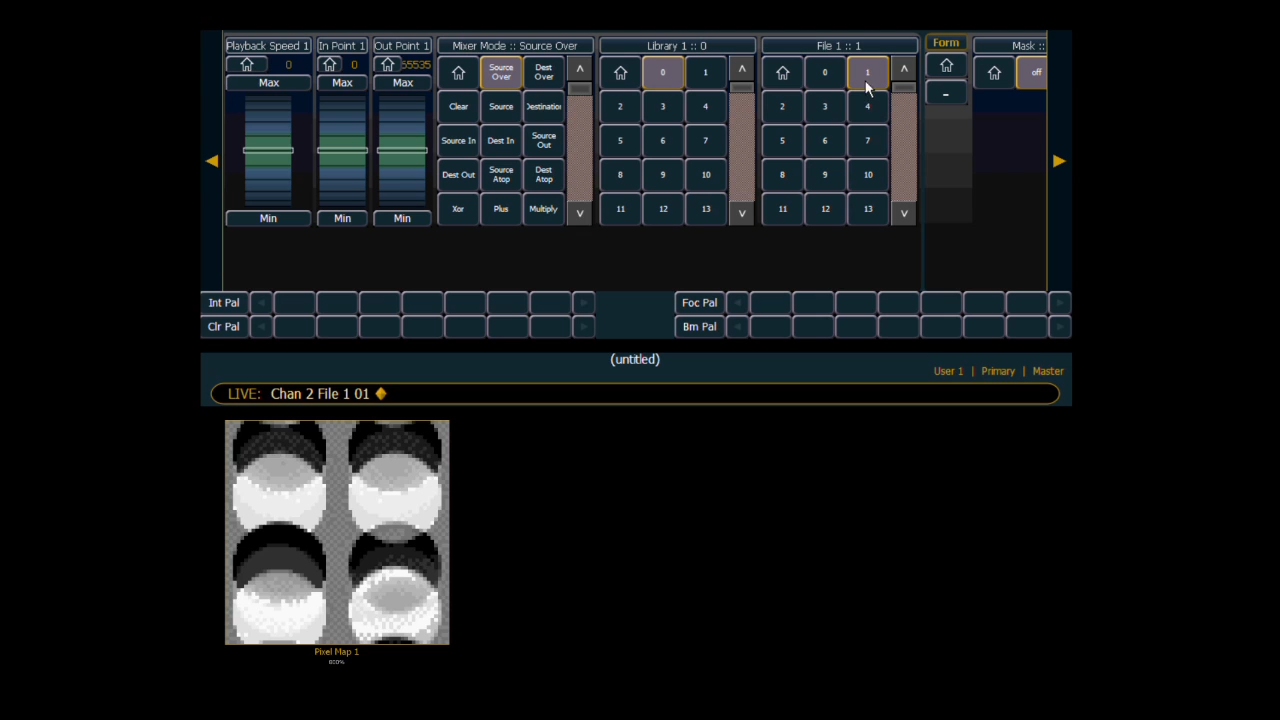 Playback Speed 1
In Point 1
Out Point 1
Mixer Mode :: Source Over
Library 1 :: 0
File 1 :: 1
Form
Mask ::
0
0
65535
Max
Max
Max
Source Over
Dest Over
0
1
0
1
off
Clear
Source
Destination
2
3
4
2
3
4
-
Source In
Dest In
Source Out
5
6
7
5
6
7
Dest Out
Source Atop
Dest Atop
8
9
10
8
9
10
Xor
Plus
Multiply
11
12
13
11
12
13
Min
Min
Min
Int Pal
Foc Pal
Clr Pal
Bm Pal
(untitled)
User 1 | Primary | Master
LIVE: Chan 2 File 1 01
Pixel Map 1
800%